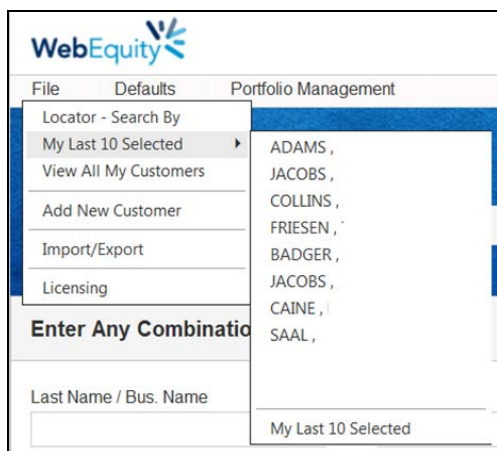 WebEquity
File Defaults Portfolio Management
Locator - Search By
My Last 10 Selected
View All My Customers
Add New Customer
Import/Export
Licensing
ADAMS ,
JACOBS ,
COLLINS ,
FRIESEN ,
BADGER ,
JACOBS ,
CAINE ,
SAAL ,
My Last 10 Selected
Enter Any Combinatio
Last Name / Bus. Name